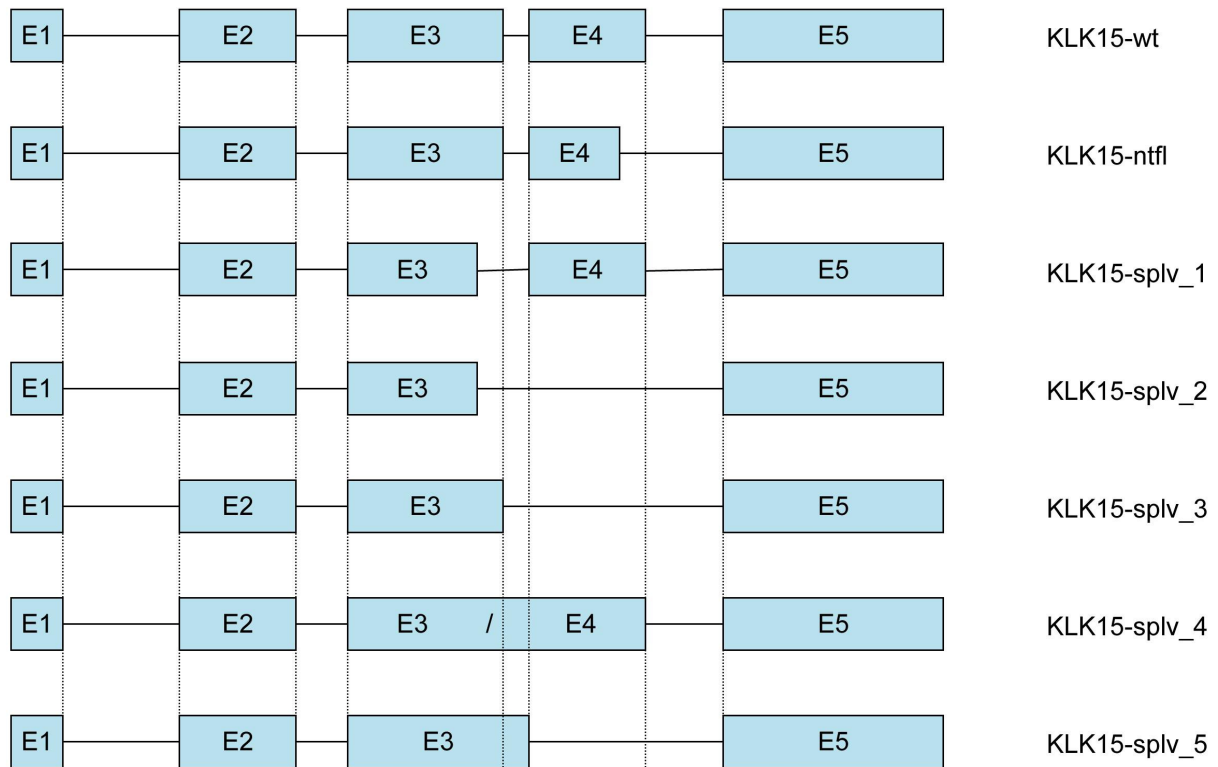 E1 E2 E3 E4 E5 KLK15-wt
E1 E2 E3 E4 E5 KLK15-ntfl
E1 E2 E3 E4 E5 KLK15-splv_1
E1 E2 E3 E5 KLK15-splv_2
E1 E2 E3 E5 KLK15-splv_3
E1 E2 E3 / E4 E5 KLK15-splv_4
E1 E2 E3 E5 KLK15-splv_5